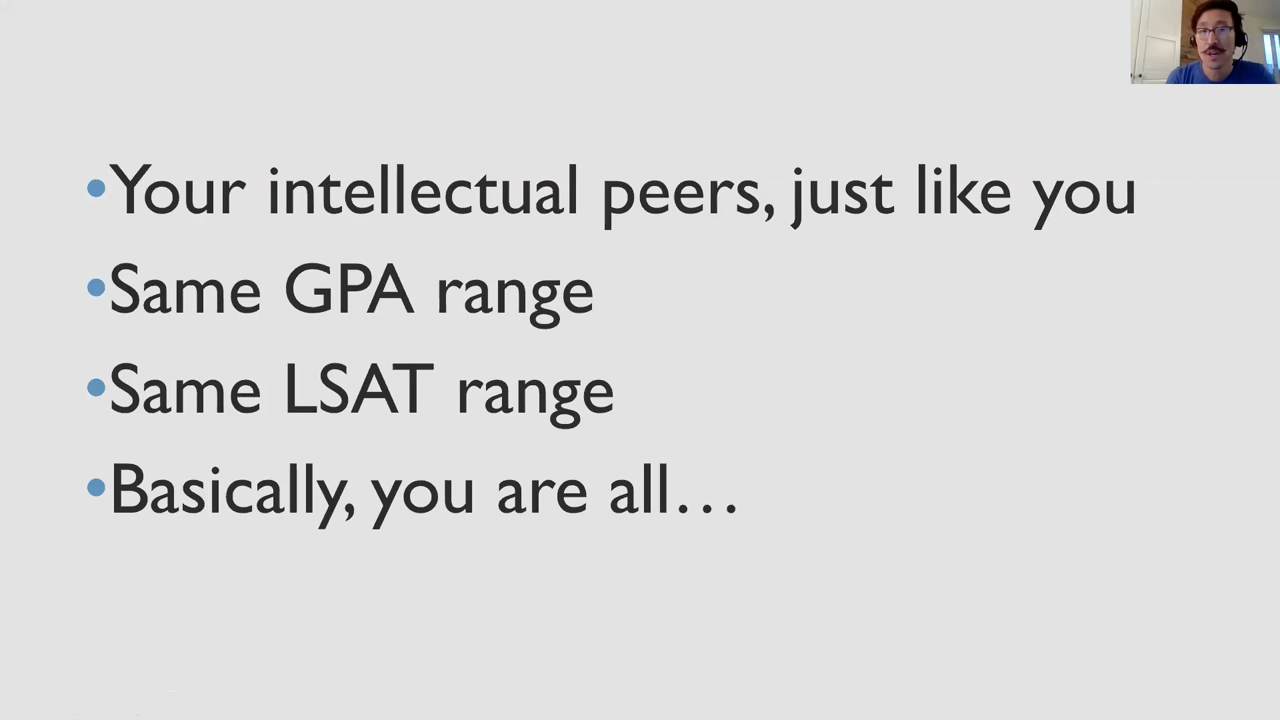 •Your intellectual peers, just like you
•Same GPA range
•Same LSAT range
•Basically, you are all…